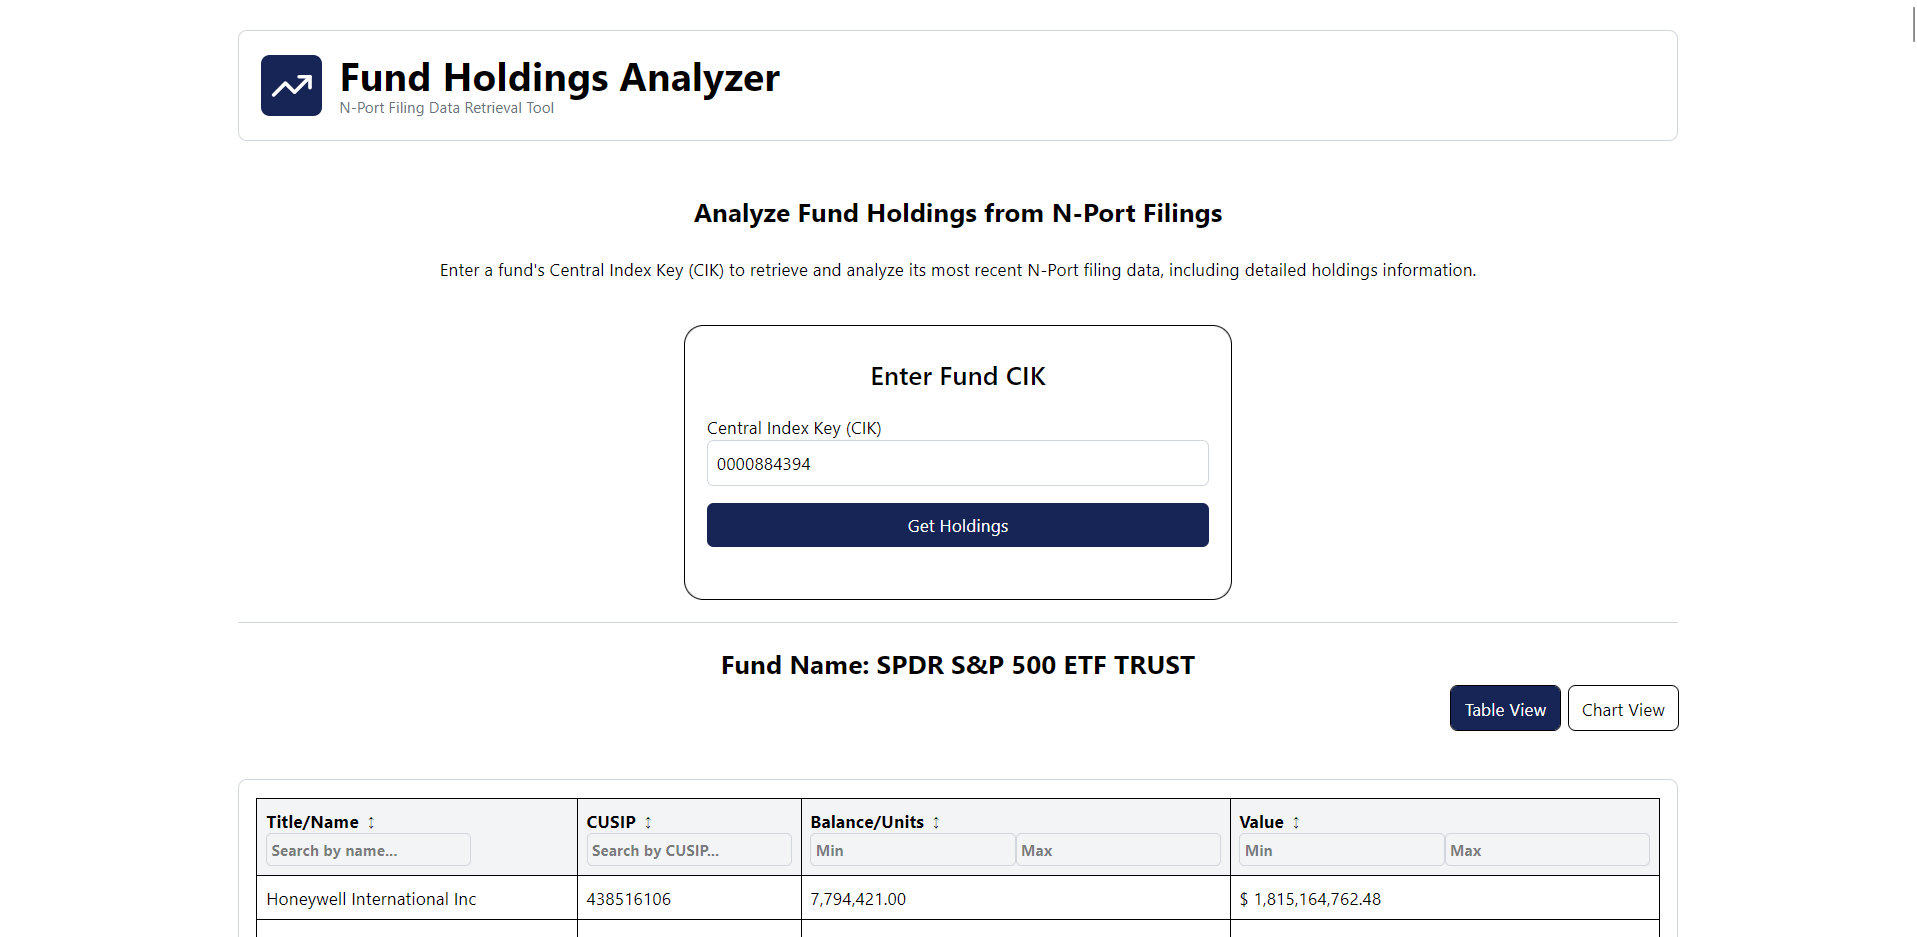 Fund Holdings Analyzer
N-Port Filing Data Retrieval Tool
Analyze Fund Holdings from N-Port Filings
Enter a fund's Central Index Key (CIK) to retrieve and analyze its most recent N-Port filing data, including detailed holdings information.
Enter Fund CIK
Central Index Key (CIK)
0000884394
Get Holdings
Fund Name: SPDR S&P 500 ETF TRUST
Table View Chart View
Title/Name ↕ CUSIP ↕ Balance/Units ↕ Value ↕
Search by name... Search by CUSIP... Min Max Min Max
Honeywell International Inc 438516106 7,794,421.00 $ 1,815,164,762.48